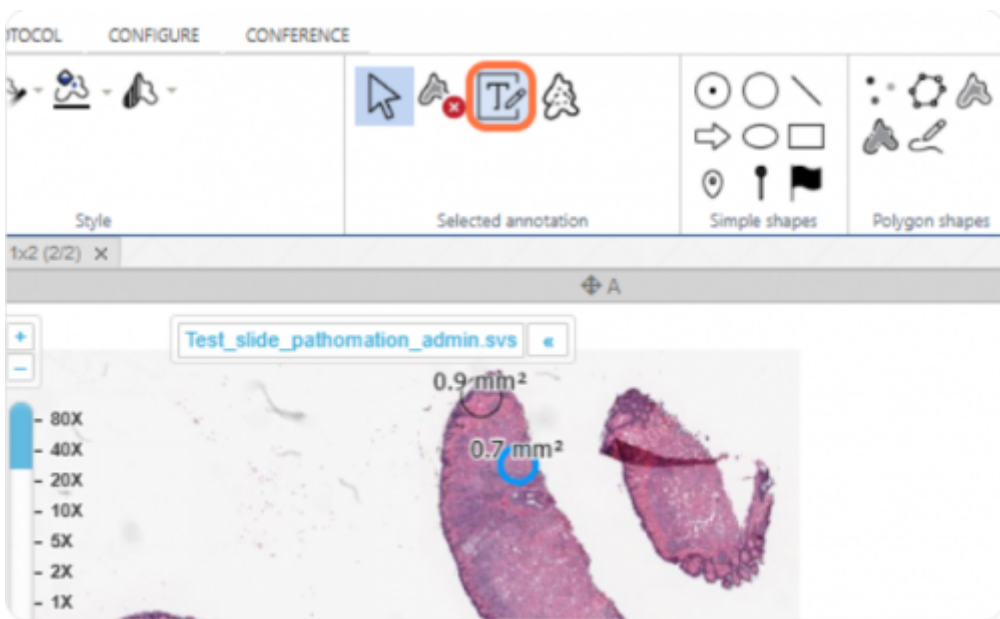 OTOCOL CONFIGURE CONFERENCE
Style
Selected annotation
Simple shapes
Polygon shapes
1x2 (2/2) X
A
+
Test_slide_pathomation_admin.svs «
−
0.9 mm²
80X
0.7 mm²
40X
20X
10X
5X
2X
1X